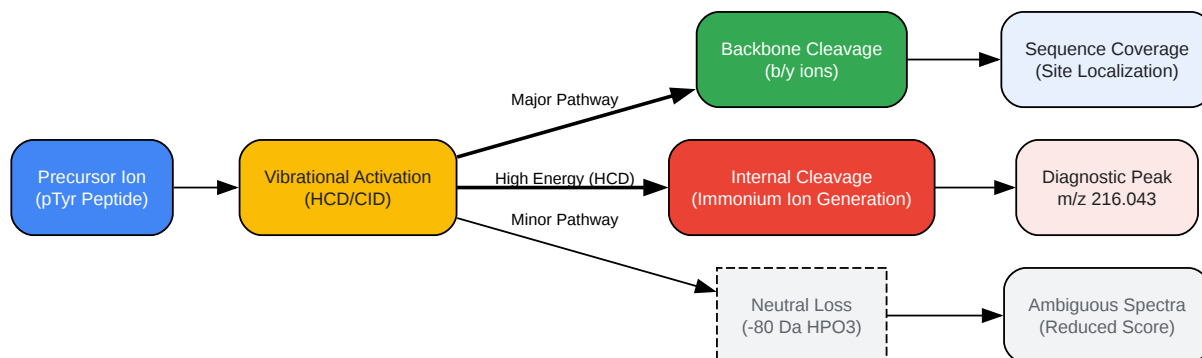 Backbone Cleavage
(b/y ions)
Sequence Coverage
(Site Localization)
Major Pathway
Precursor Ion
(pTyr Peptide)
Vibrational Activation
(HCD/CID)
High Energy (HCD)
Internal Cleavage
(Immonium Ion Generation)
Diagnostic Peak
m/z 216.043
Minor Pathway
Neutral Loss
(-80 Da HPO3)
Ambiguous Spectra
(Reduced Score)